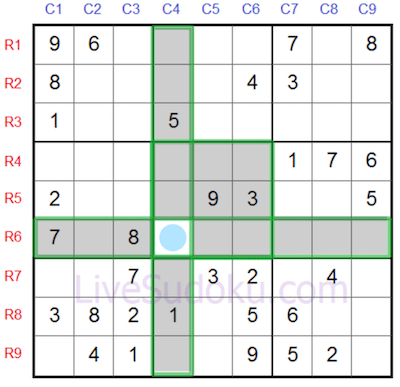 C1 C2 C3 C4 C5 C6 C7 C8 C9
R1 9 6 7 8
R2 8 4 3
R3 1 5
R4 1 7 6
R5 2 9 3 5
R6 7 8
R7 7 3 2 4
LiveSudoku.com
R8 3 8 2 1 5 6
R9 4 1 9 5 2